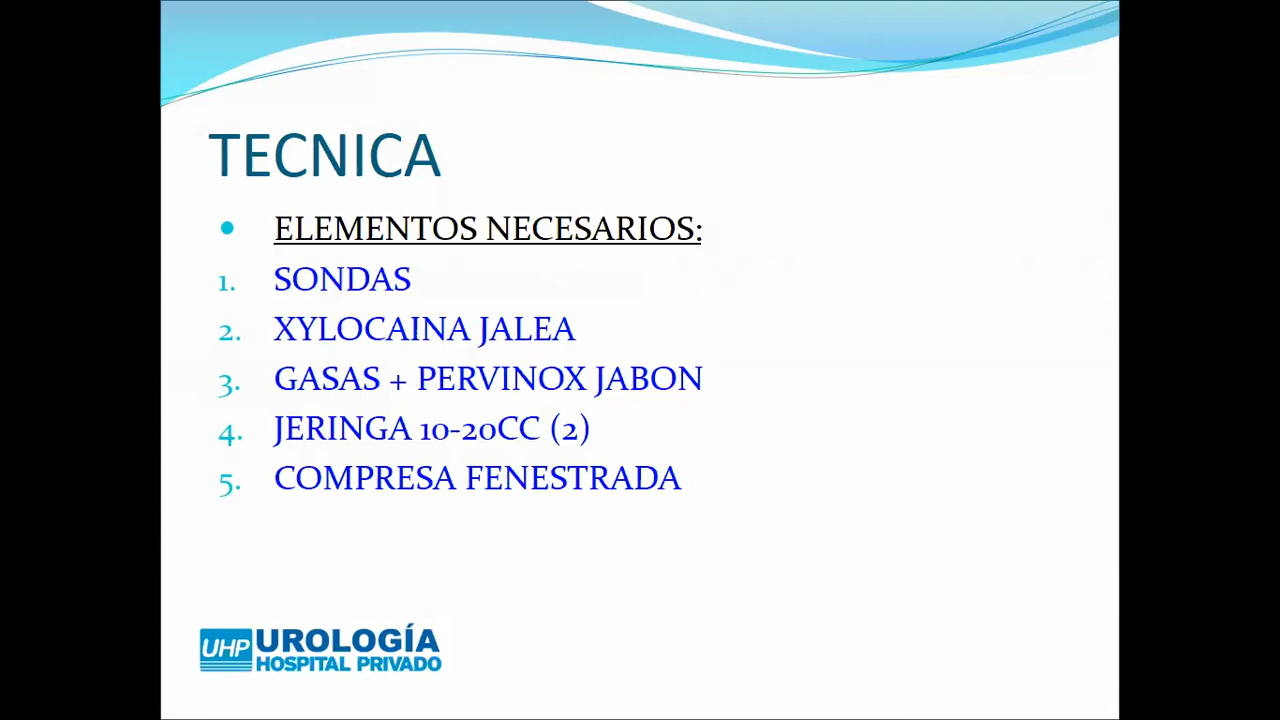 TECNICA
• ELEMENTOS NECESARIOS:
1. SONDAS
2. XYLOCAINA JALEA
3. GASAS + PERVINOX JABON
4. JERINGA 10-20CC (2)
5. COMPRESA FENESTRADA
UHP UROLOGÍA
HOSPITAL PRIVADO